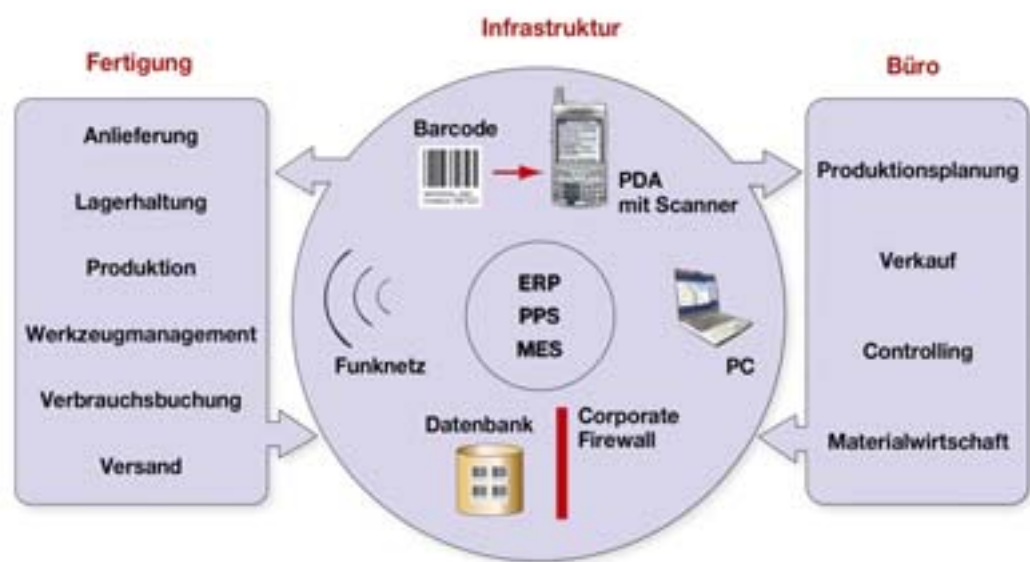 Infrastruktur
Fertigung
Büro
Anlieferung
Lagerhaltung
Produktion
Werkzeugmanagement
Verbrauchsbuchung
Versand
Barcode
PDA
mit Scanner
ERP
PPS
MES
Funknetz
PC
Datenbank
Corporate
Firewall
Produktionsplanung
Verkauf
Controlling
Materialwirtschaft